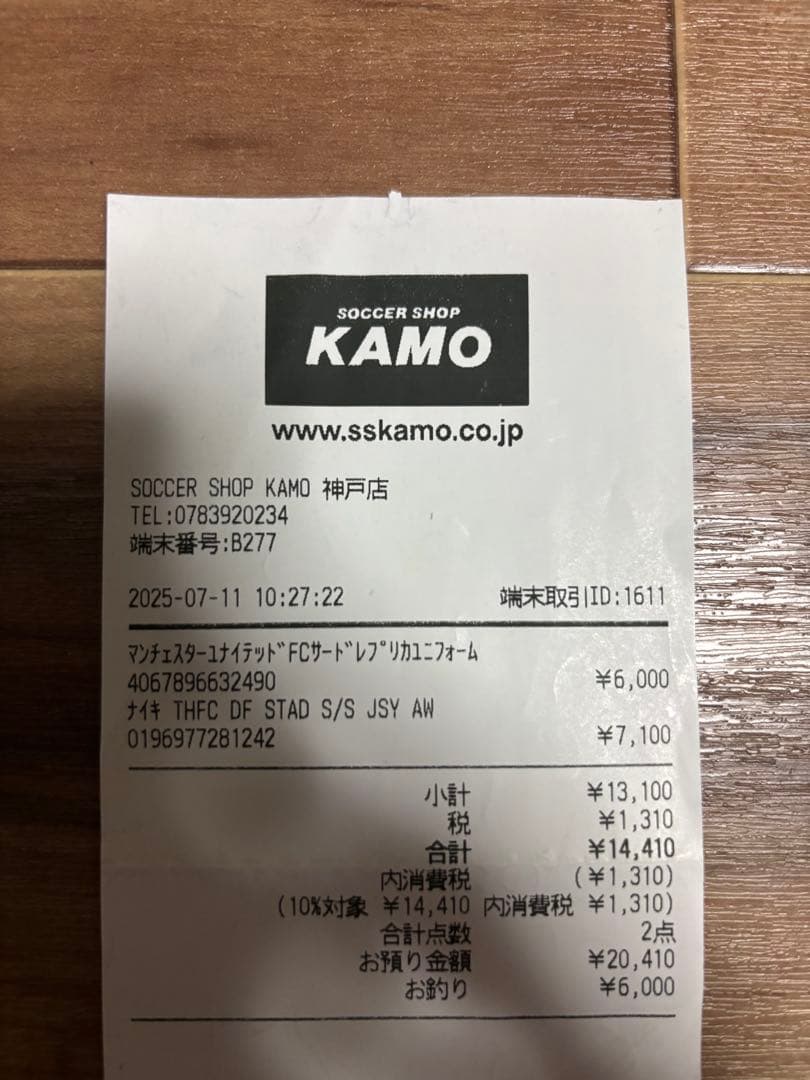 SOCCER SHOP
KAMO
www.sskamo.co.jp
SOCCER SHOP KAMO 神戸店
TEL:0783920234
端末番号:B277
2025-07-11 10:27:22 端末取引ID:1611
ﾏﾝﾁｪｽﾀｰﾕﾅｲﾃｯﾄﾞFCｻｰﾄﾞﾚﾌﾟﾘｶﾕﾆﾌｫｰﾑ
4067896632490 ¥6,000
ﾅｲｷ THFC DF STAD S/S JSY AW
0196977281242 ¥7,100
小計 ¥13,100
税 ¥1,310
合計 ¥14,410
内消費税 (¥1,310)
(10%対象 ¥14,410 内消費税 ¥1,310)
合計点数 2点
お預り金額 ¥20,410
お釣り ¥6,000